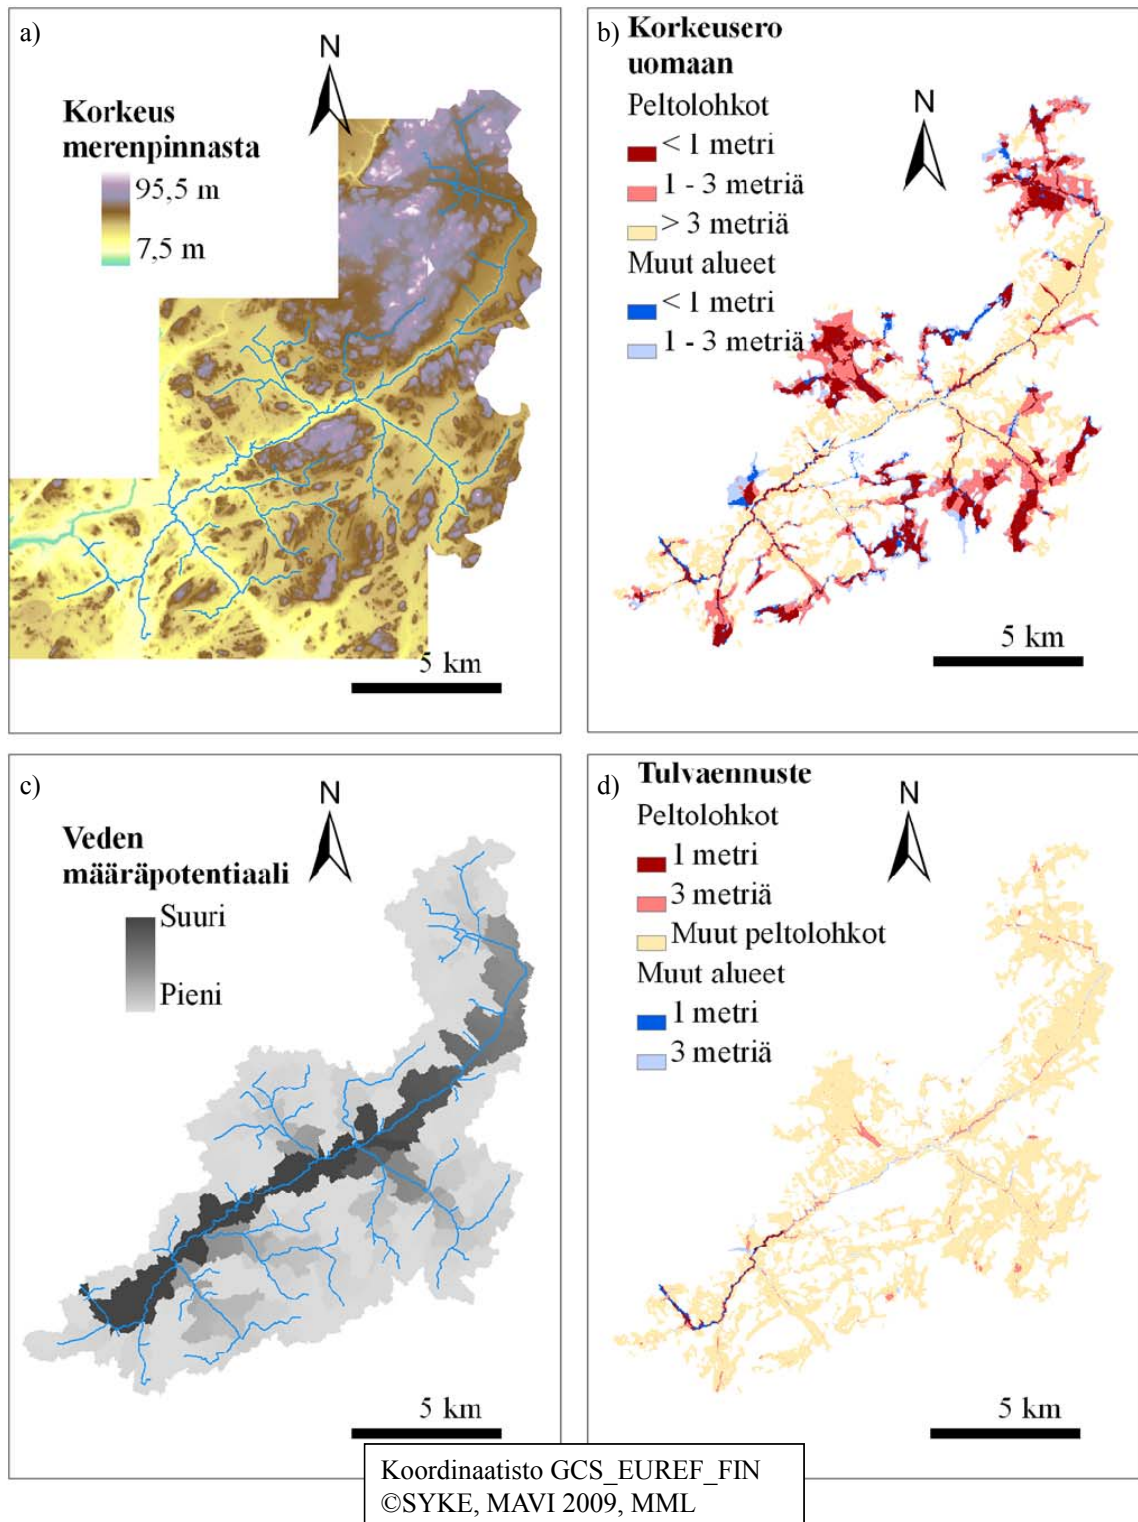 a)
N
Korkeus
merenpinnasta
95,5 m
7,5 m
5 km
b)
Korkeusero
uomaan
N
Peltolohkot
< 1 metri
1 - 3 metriä
> 3 metriä
Muut alueet
< 1 metri
1 - 3 metriä
5 km
c)
N
Veden
määräpotentiaali
Suuri
Pieni
5 km
d)
Tulvaennuste
N
Peltolohkot
1 metri
3 metriä
Muut peltolohkot
Muut alueet
1 metri
3 metriä
5 km
Koordinaatisto GCS_EUREF_FIN
©SYKE, MAVI 2009, MML